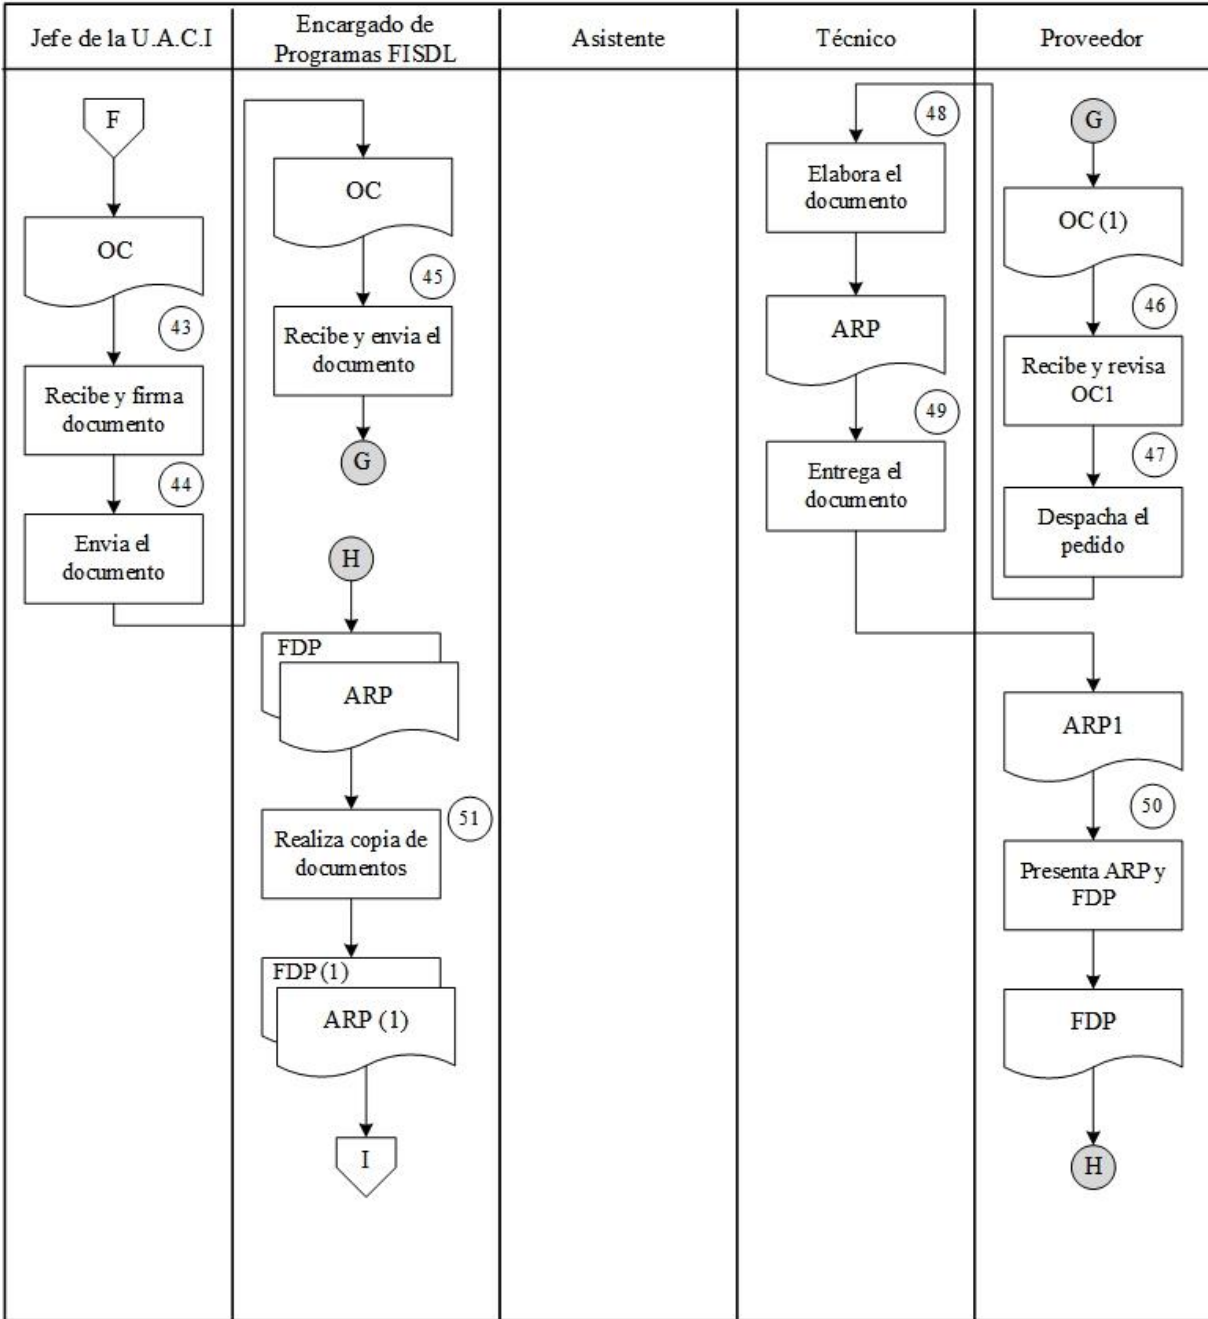 Jefe de la U.A.C.I
Encargado de
Programas FISDL
Asistente
Técnico
Proveedor
F
OC
43
Recibe y firma
documento
44
Envia el
documento
OC
45
Recibe y envia el
documento
G
H
FDP
ARP
51
Realiza copia de
documentos
FDP (1)
ARP (1)
I
48
Elabora el
documento
ARP
49
Entrega el
documento
G
OC (1)
46
Recibe y revisa
OC1
47
Despacha el
pedido
ARP1
50
Presenta ARP y
FDP
FDP
H